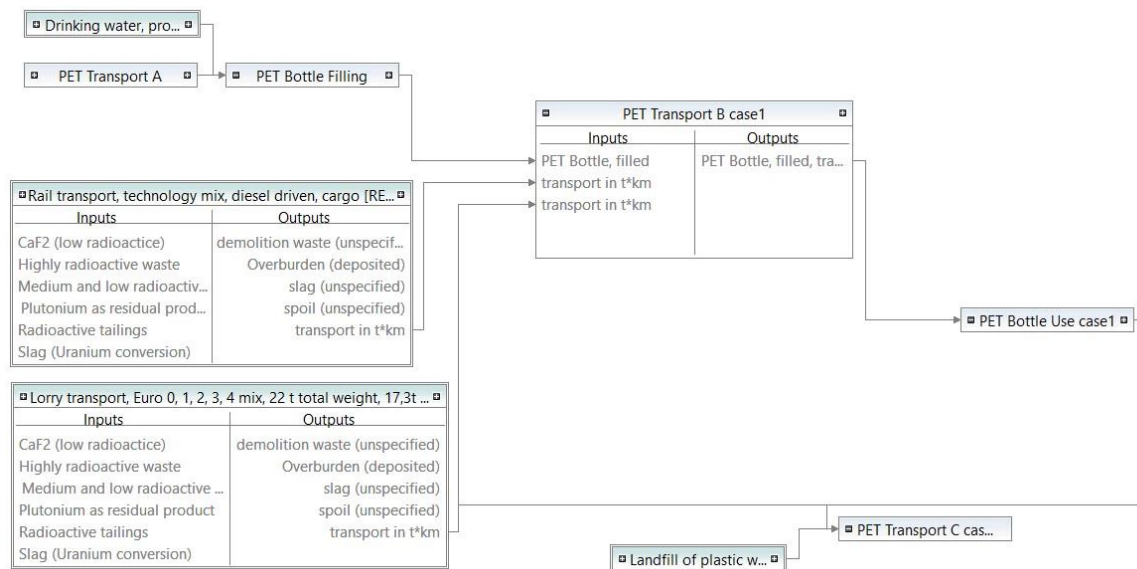 Drinking water, pro...
PET Transport A
PET Bottle Filling
PET Transport B case1
Inputs Outputs
PET Bottle, filled PET Bottle, filled, tra...
transport in t*km
transport in t*km
Rail transport, technology mix, diesel driven, cargo [RE...
Inputs Outputs
CaF2 (low radioactice) demolition waste (unspecif...
Highly radioactive waste Overburden (deposited)
Medium and low radioactiv... slag (unspecified)
Plutonium as residual prod... spoil (unspecified)
Radioactive tailings transport in t*km
Slag (Uranium conversion)
PET Bottle Use case1
Lorry transport, Euro 0, 1, 2, 3, 4 mix, 22 t total weight, 17,3t ...
Inputs Outputs
CaF2 (low radioactice) demolition waste (unspecified)
Highly radioactive waste Overburden (deposited)
Medium and low radioactive ... slag (unspecified)
Plutonium as residual product spoil (unspecified)
Radioactive tailings transport in t*km
Slag (Uranium conversion)
PET Transport C cas...
Landfill of plastic w...